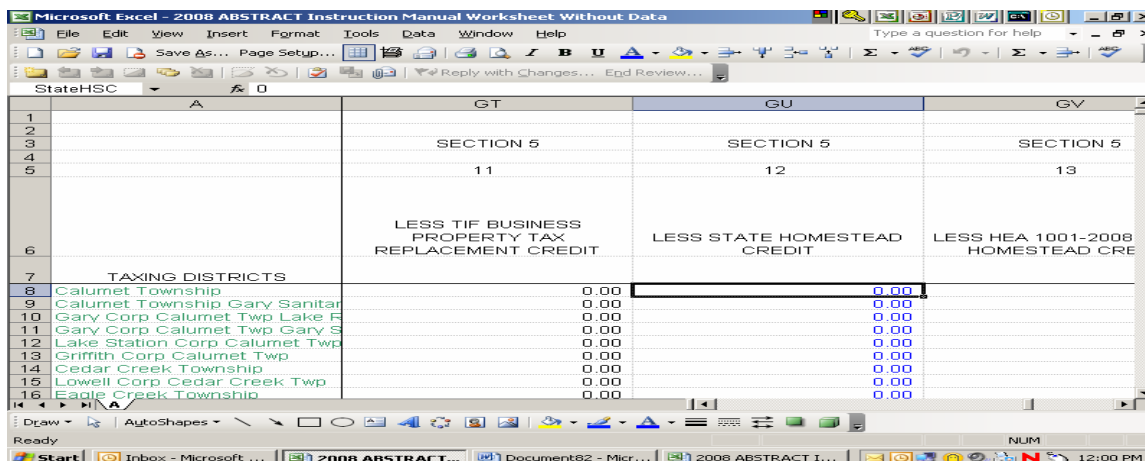 Microsoft Excel - 2008 ABSTRACT Instruction Manual Worksheet Without Data
File Edit View Insert Format Tools Data Window Help Type a question for help
Save As... Page Setup...
Reply with Changes... End Review...
StateHSC fx 0
A GT GU GV
1
2
3 SECTION 5 SECTION 5 SECTION 5
4
5 11 12 13
LESS TIF BUSINESS
PROPERTY TAX LESS STATE HOMESTEAD LESS HEA 1001-2008
6 REPLACEMENT CREDIT CREDIT HOMESTEAD CRE
7 TAXING DISTRICTS
8 Calumet Township 0.00 0.00
9 Calumet Township Gary Sanitar 0.00 0.00
10 Gary Corp Calumet Twp Lake R 0.00 0.00
11 Gary Corp Calumet Twp Gary S 0.00 0.00
12 Lake Station Corp Calumet Twp 0.00 0.00
13 Griffith Corp Calumet Twp 0.00 0.00
14 Cedar Creek Township 0.00 0.00
15 Lowell Corp Cedar Creek Twp 0.00 0.00
16 Eagle Creek Township 0.00 0.00
A
Draw AutoShapes
Ready NUM
Start Inbox - Microsoft ... 2008 ABSTRACT... Document82 - Micr... 2008 ABSTRACT I... 12:00 PM